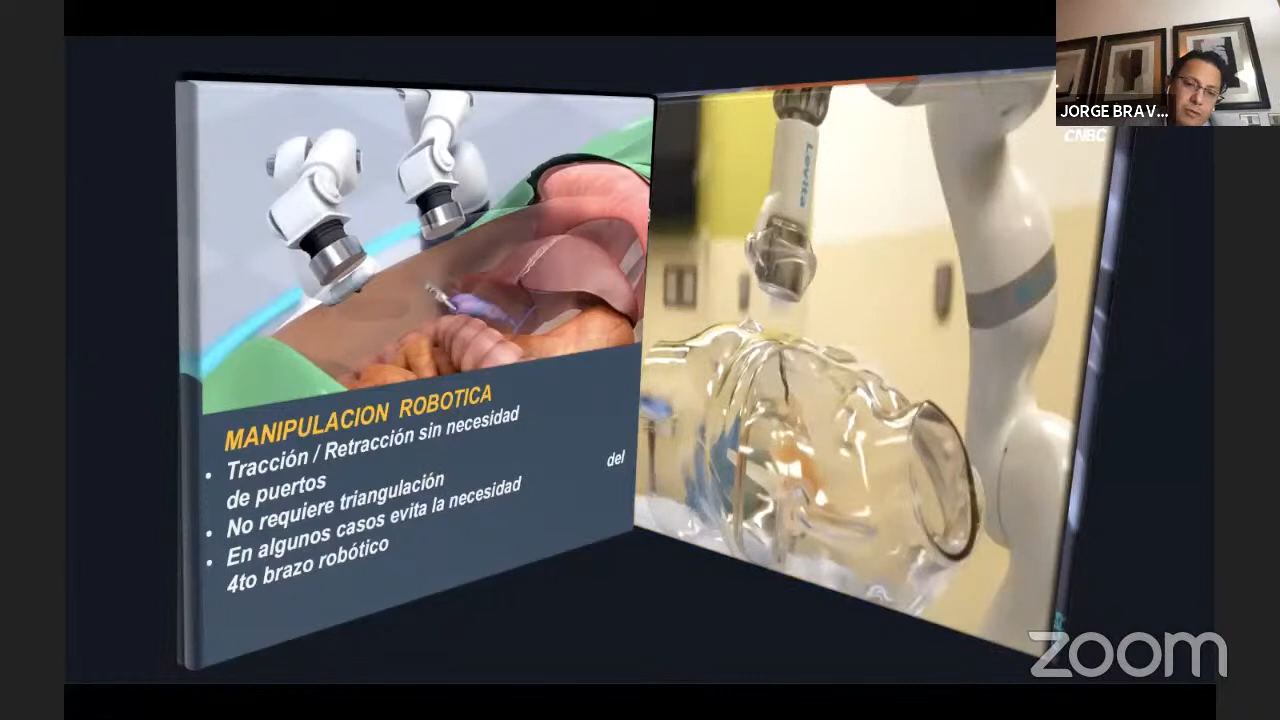 JORGE BRAV...
CNBC
Levita
MANIPULACION ROBOTICA
• Tracción / Retracción sin necesidad
de puertos
• No requiere triangulación
• En algunos casos evita la necesidad del
4to brazo robótico
zoom